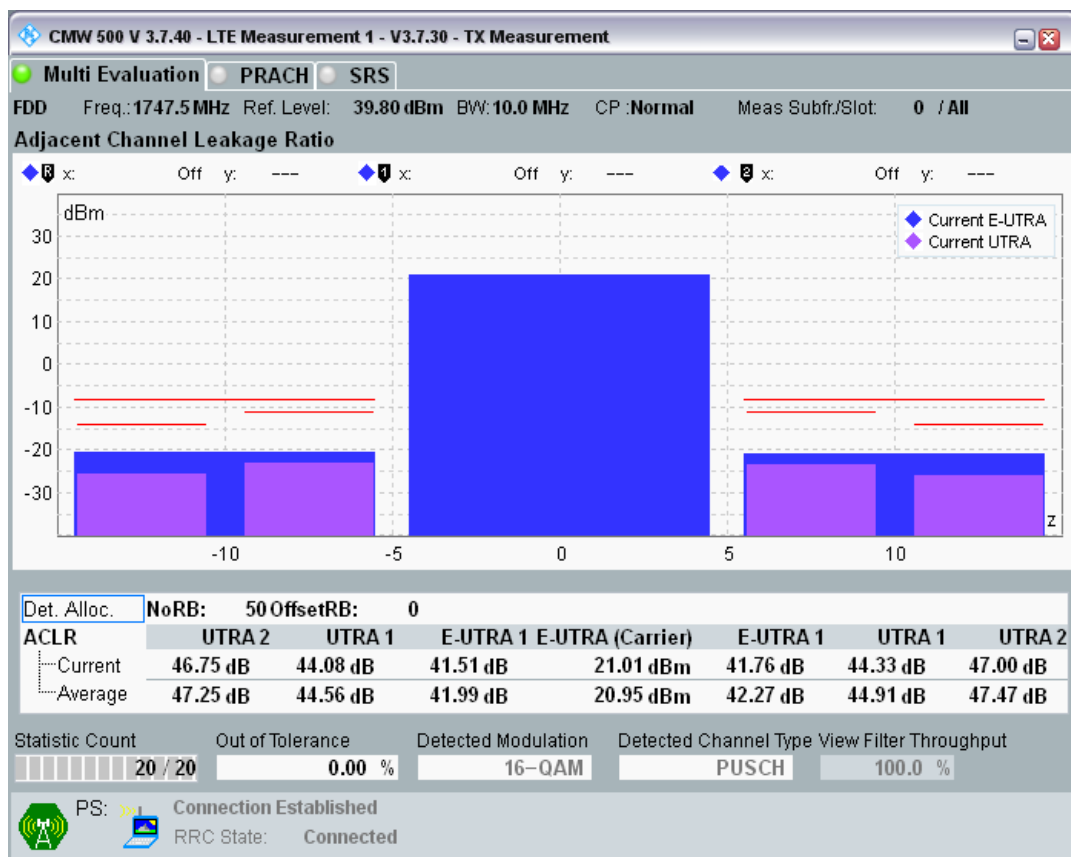 CMW 500 V 3.7.40 - LTE Measurement 1 - V3.7.30 - TX Measurement
Multi Evaluation PRACH SRS
FDD Freq.:1747.5 MHz Ref. Level: 39.80 dBm BW:10.0 MHz CP :Normal Meas Subfr./Slot: 0 / All
Adjacent Channel Leakage Ratio
R x: Off y: --- 1 x: Off y: --- 2 x: Off y: ---
dBm
Current E-UTRA
Current UTRA
30
20
10
0
-10
-20
-30
z
-10 -5 0 5 10
Det. Alloc. NoRB: 50 OffsetRB: 0
ACLR UTRA 2 UTRA 1 E-UTRA 1 E-UTRA (Carrier) E-UTRA 1 UTRA 1 UTRA 2
Current 46.75 dB 44.08 dB 41.51 dB 21.01 dBm 41.76 dB 44.33 dB 47.00 dB
Average 47.25 dB 44.56 dB 41.99 dB 20.95 dBm 42.27 dB 44.91 dB 47.47 dB
Statistic Count Out of Tolerance Detected Modulation Detected Channel Type View Filter Throughput
20 / 20 0.00 % 16-QAM PUSCH 100.0 %
PS: Connection Established
RRC State: Connected